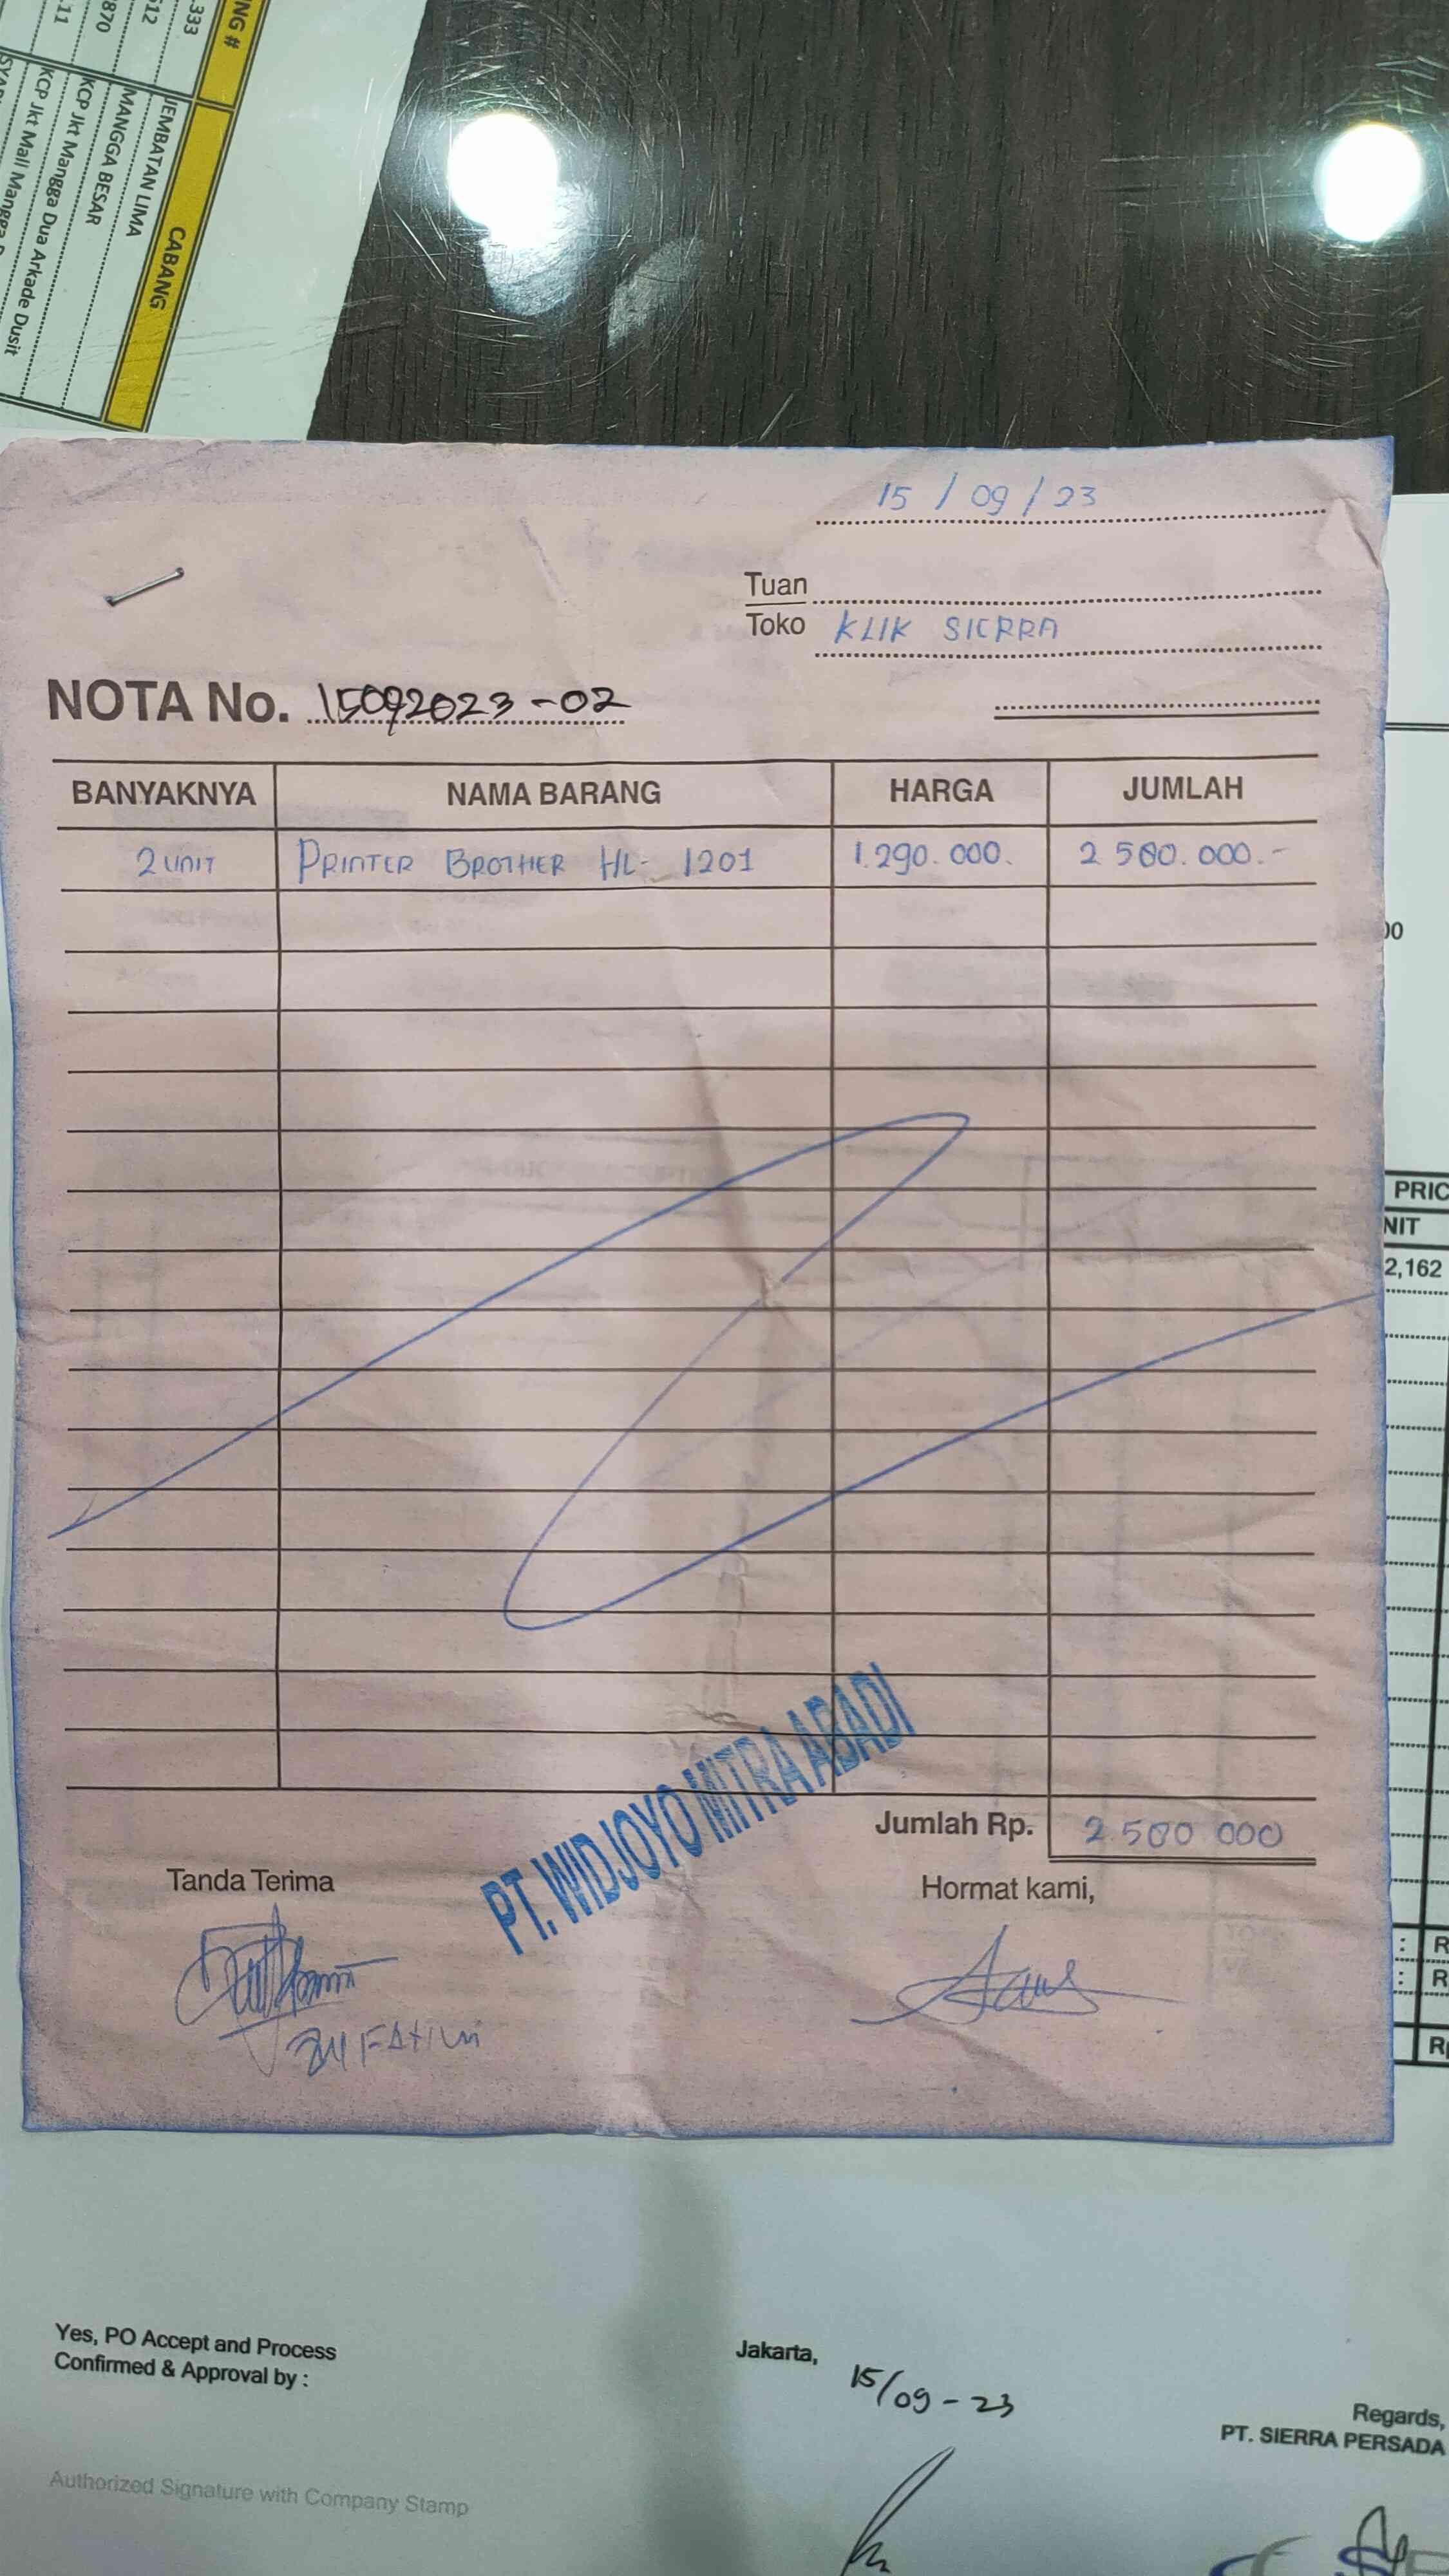 NG #
CABANG
333
JEMBATAN LIMA
12
MANGGA BESAR
870
KCP Jkt Mangga Dua Arkade Dusit
11
KCP Jkt Mall Mangga
15 / 09 / 23
Tuan
Toko KLIK SIERRA
NOTA No. 15092023-02
BANYAKNYA NAMA BARANG HARGA JUMLAH
2 UNIT PRINTER BROTHER HL- 1201 1.290.000. 2 580.000.-
00
PRIC
NIT
2,162
PT. WIDJOYO MITRA ABADI
Jumlah Rp. 2.580 000
Tanda Terima Hormat kami,
: R
: R
Rp
Yes, PO Accept and Process
Confirmed & Approval by :
Jakarta, 15/09-23
Regards,
PT. SIERRA PERSADA
Authorized Signature with Company Stamp